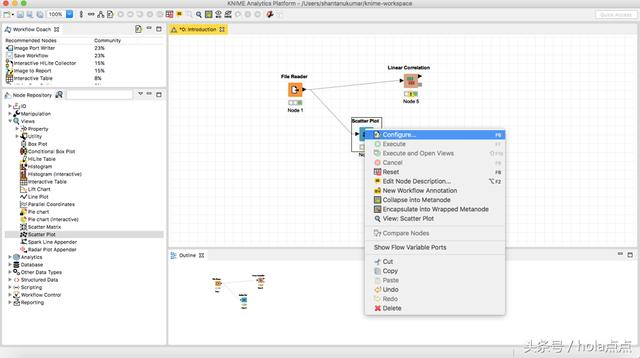 KNIME Analytics Platform - /Users/shantanukumar/knime-workspace
100%
Quick Access
Workflow Coach
Recommended Nodes
Community
Image Port Writer
23%
Save Workflow
23%
Interactive HiLite Collector
15%
Image to Report
15%
Interactive Table
8%
Node Repository
IO
Manipulation
Views
Property
Utility
Box Plot
Conditional Box Plot
HiLite Table
Histogram
Histogram (interactive)
Interactive Table
Lift Chart
Line Plot
Parallel Coordinates
Pie chart
Pie chart (interactive)
Scatter Matrix
Scatter Plot
Spark Line Appender
Radar Plot Appender
Analytics
Database
Other Data Types
Structured Data
Scripting
Workflow Control
Reporting
*0: Introduction
File Reader
Node 1
Linear Correlation
Node 5
Scatter Plot
Configure...
F6
Execute
F7
Execute and Open Views
Cancel
F9
Reset
F8
Edit Node Description...
⌥F2
New Workflow Annotation
Collapse into Metanode
Encapsulate into Wrapped Metanode
View: Scatter Plot
Compare Nodes
Show Flow Variable Ports
Cut
Copy
Paste
Undo
Redo
Delete
Outline
头条号 / hola点点